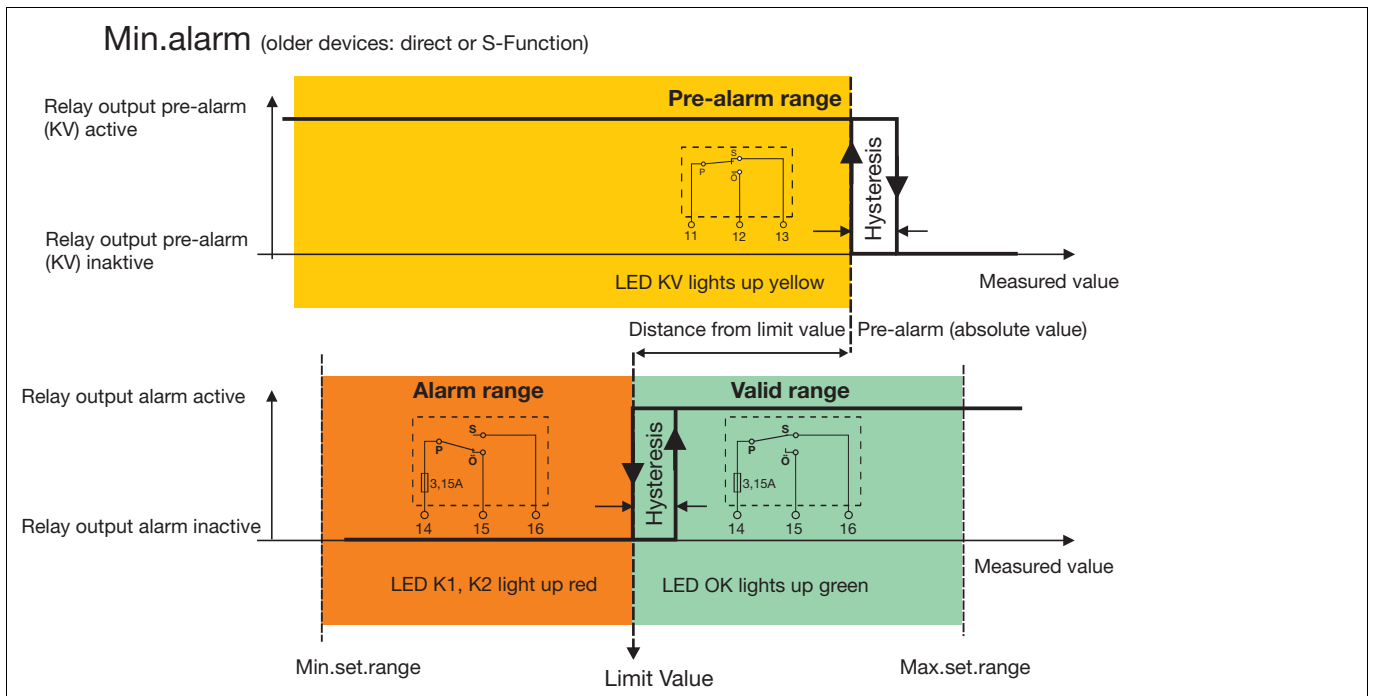 Min.alarm (older devices: direct or S-Function)
Relay output pre-alarm
(KV) active
Pre-alarm range
S
P
Ö
11 12 13
Hysteresis
Relay output pre-alarm
(KV) inaktive
LED KV lights up yellow
Measured value
Distance from limit value
Pre-alarm (absolute value)
Relay output alarm active
Alarm range
Valid range
S
P
Ö
3,15A
14 15 16
Hysteresis
S
P
Ö
3,15A
14 15 16
Relay output alarm inactive
LED K1, K2 light up red
LED OK lights up green
Measured value
Min.set.range
Limit Value
Max.set.range